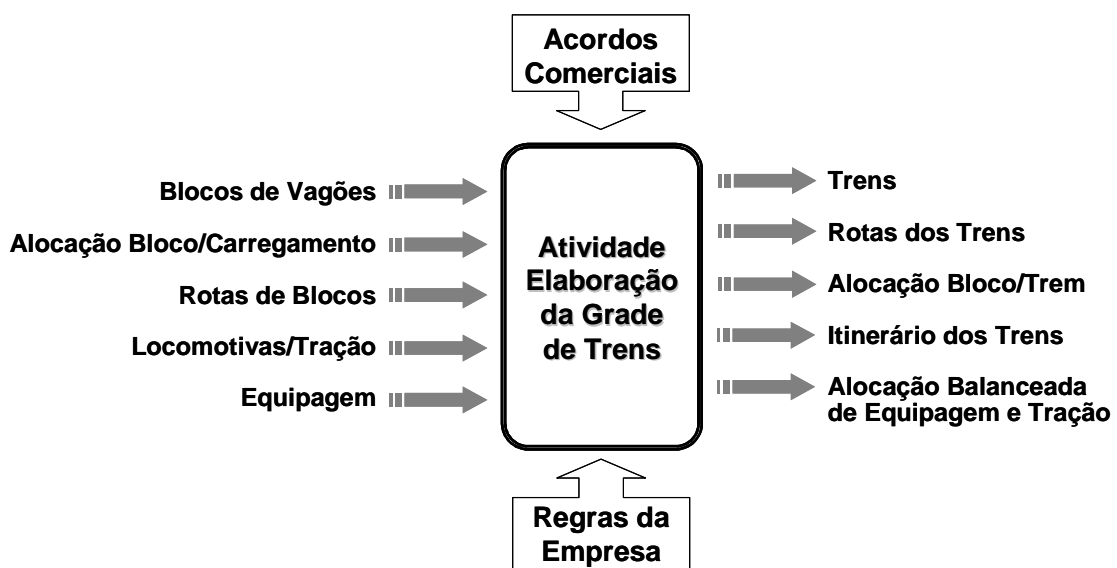 Acordos
Comerciais
Blocos de Vagões
Alocação Bloco/Carregamento
Rotas de Blocos
Locomotivas/Tração
Equipagem
Atividade
Elaboração
da Grade
de Trens
Trens
Rotas dos Trens
Alocação Bloco/Trem
Itinerário dos Trens
Alocação Balanceada
de Equipagem e Tração
Regras da
Empresa